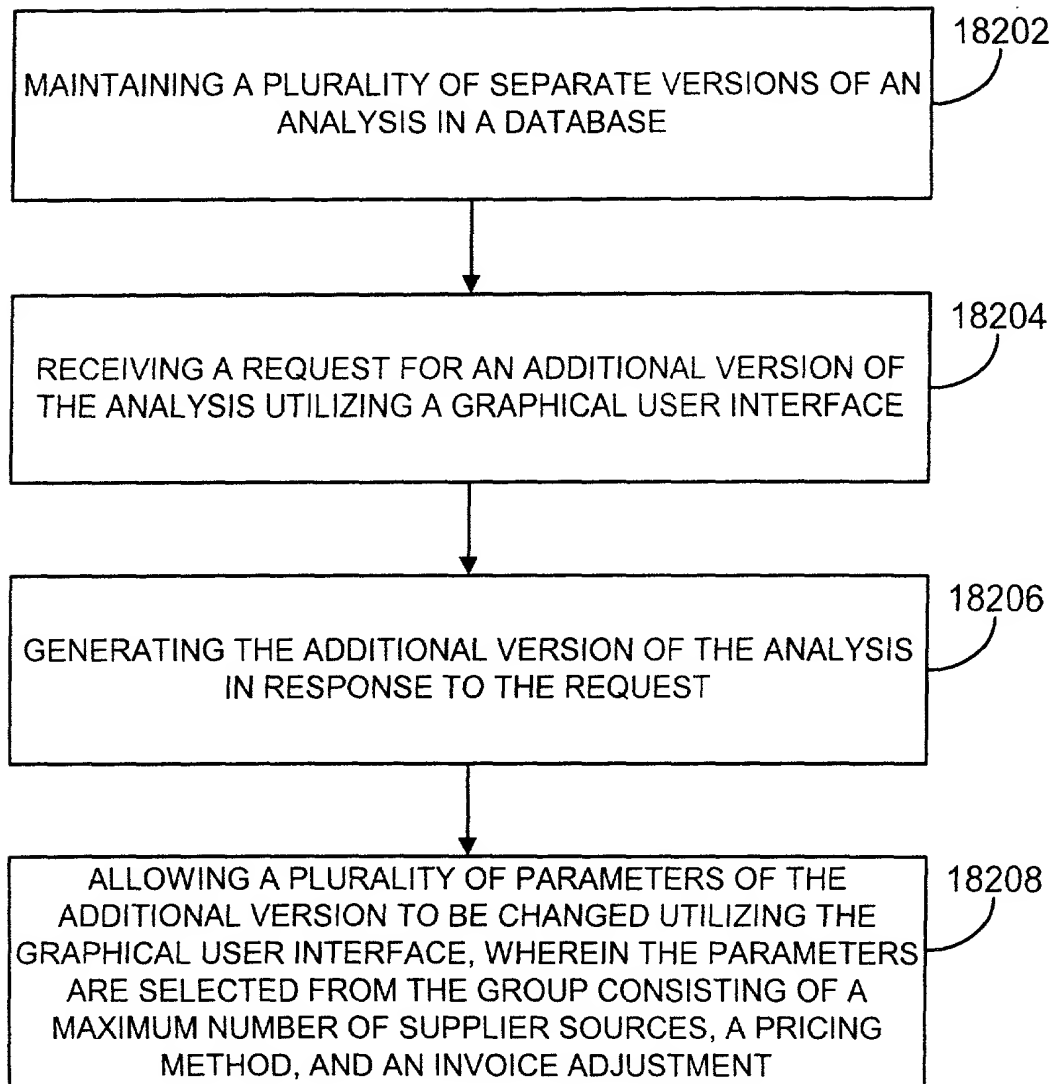 18202
MAINTAINING A PLURALITY OF SEPARATE VERSIONS OF AN
ANALYSIS IN A DATABASE
18204
RECEIVING A REQUEST FOR AN ADDITIONAL VERSION OF
THE ANALYSIS UTILIZING A GRAPHICAL USER INTERFACE
18206
GENERATING THE ADDITIONAL VERSION OF THE ANALYSIS
IN RESPONSE TO THE REQUEST
18208
ALLOWING A PLURALITY OF PARAMETERS OF THE
ADDITIONAL VERSION TO BE CHANGED UTILIZING THE
GRAPHICAL USER INTERFACE, WHEREIN THE PARAMETERS
ARE SELECTED FROM THE GROUP CONSISTING OF A
MAXIMUM NUMBER OF SUPPLIER SOURCES, A PRICING
METHOD, AND AN INVOICE ADJUSTMENT